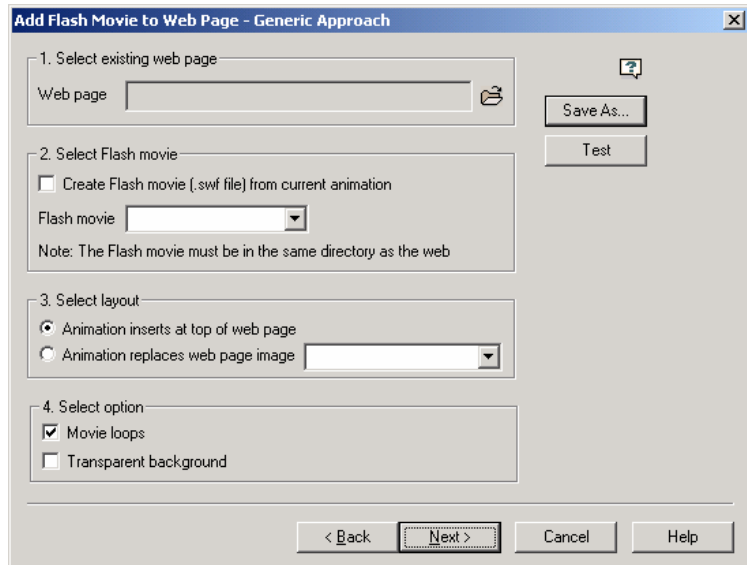 Add Flash Movie to Web Page - Generic Approach
1. Select existing web page
Web page
Save As...
Test
2. Select Flash movie
Create Flash movie (.swf file) from current animation
Flash movie
Note: The Flash movie must be in the same directory as the web
3. Select layout
Animation inserts at top of web page
Animation replaces web page image
4. Select option
Movie loops
Transparent background
< Back
Next >
Cancel
Help